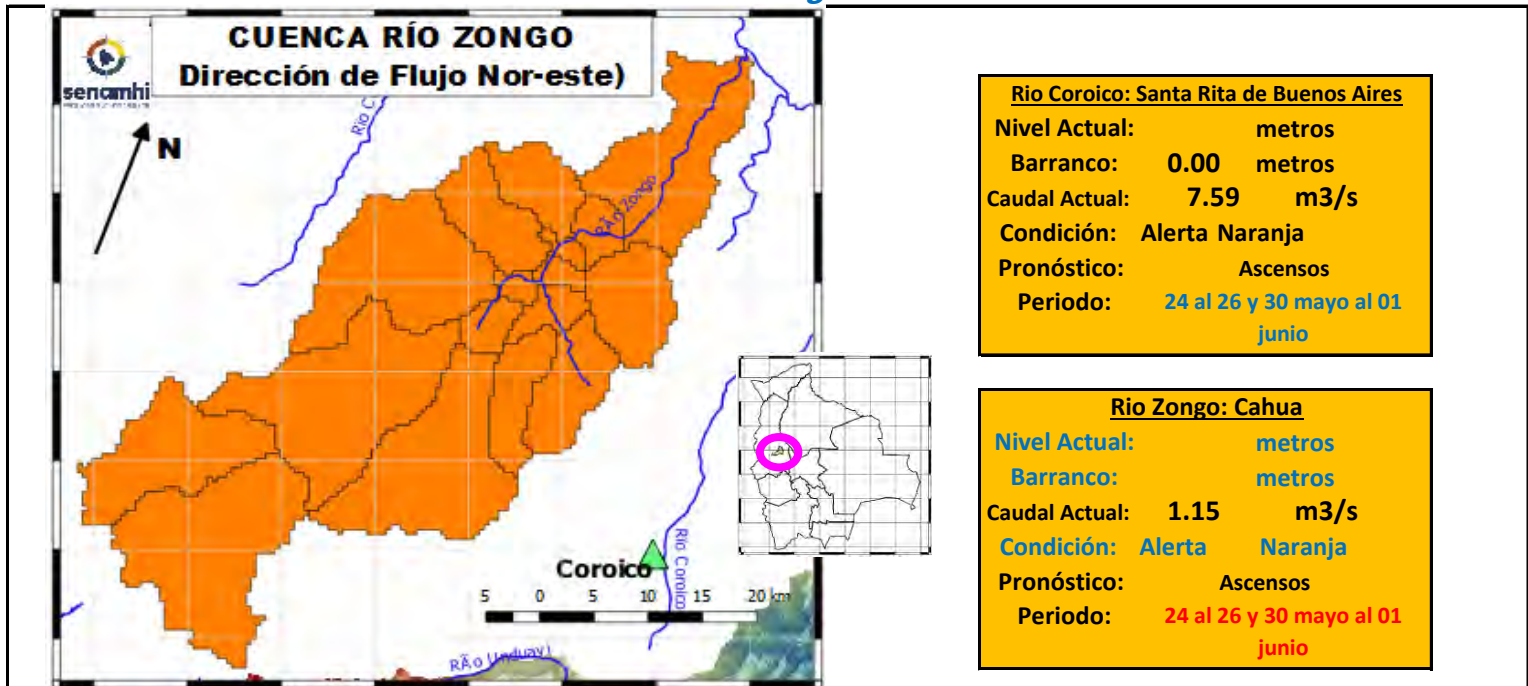 CUENCA RÍO ZONGO
Dirección de Flujo Nor-este)
senamhi
N
Río C
RÃ­o Zongo
Coroico
Río Coroico
5 0 5 10 15 20 km
RÃ­o Unduavi
Rio Coroico: Santa Rita de Buenos Aires
Nivel Actual: metros
Barranco: 0.00 metros
Caudal Actual: 7.59 m3/s
Condición: Alerta Naranja
Pronóstico: Ascensos
Periodo: 24 al 26 y 30 mayo al 01
junio
Rio Zongo: Cahua
Nivel Actual: metros
Barranco: metros
Caudal Actual: 1.15 m3/s
Condición: Alerta Naranja
Pronóstico: Ascensos
Periodo: 24 al 26 y 30 mayo al 01
junio